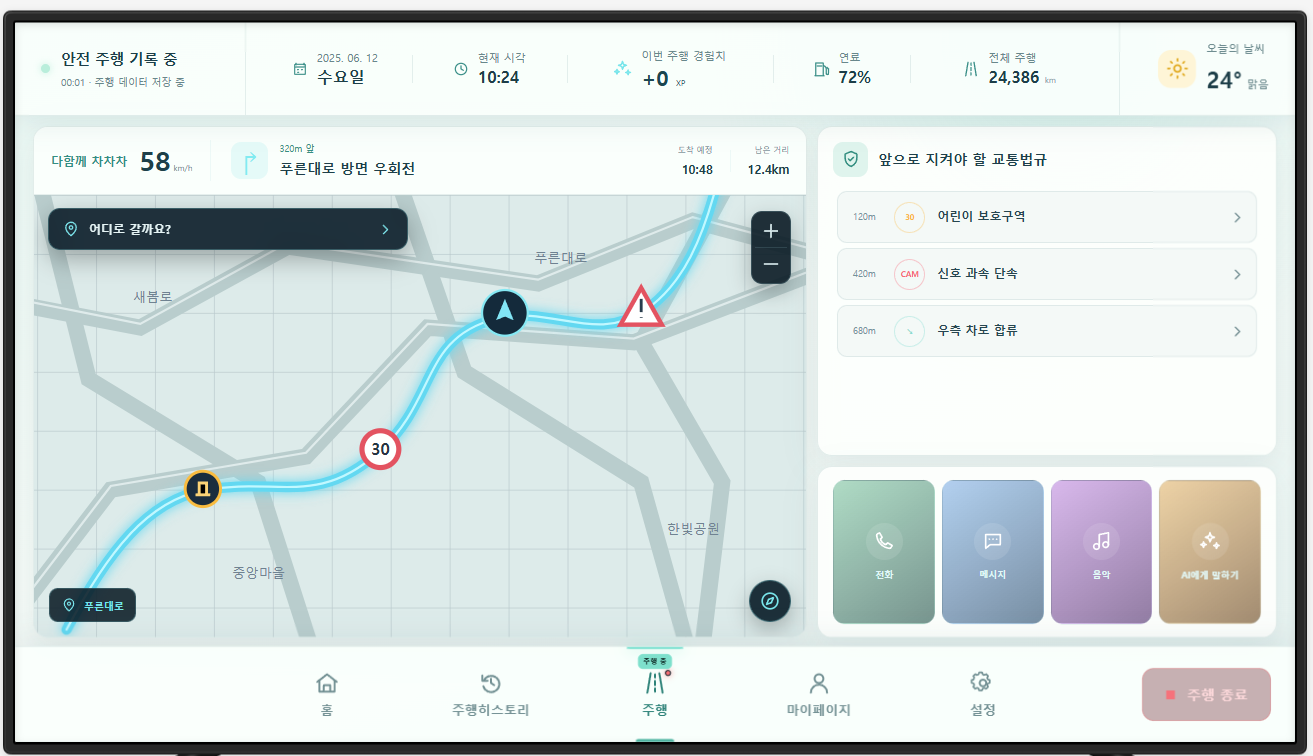 안전 주행 기록 중
00:01 · 주행 데이터 저장 중
2025. 06. 12
수요일
현재 시각
10:24
이번 주행 경험치
+0 XP
연료
72%
전체 주행
24,386 km
오늘의 날씨
24° 맑음
다함께 차차차 58 km/h
320m 앞
푸른대로 방면 우회전
도착 예정
10:48
남은 거리
12.4km
어디로 갈까요?
+
−
푸른대로
새봄로
!
30
한빛공원
중앙마을
푸른대로
앞으로 지켜야 할 교통법규
120m 30 어린이 보호구역
420m CAM 신호 과속 단속
680m 우측 차로 합류
전화
메시지
음악
AI에게 말하기
홈
주행히스토리
주행 중
주행
마이페이지
설정
주행 종료